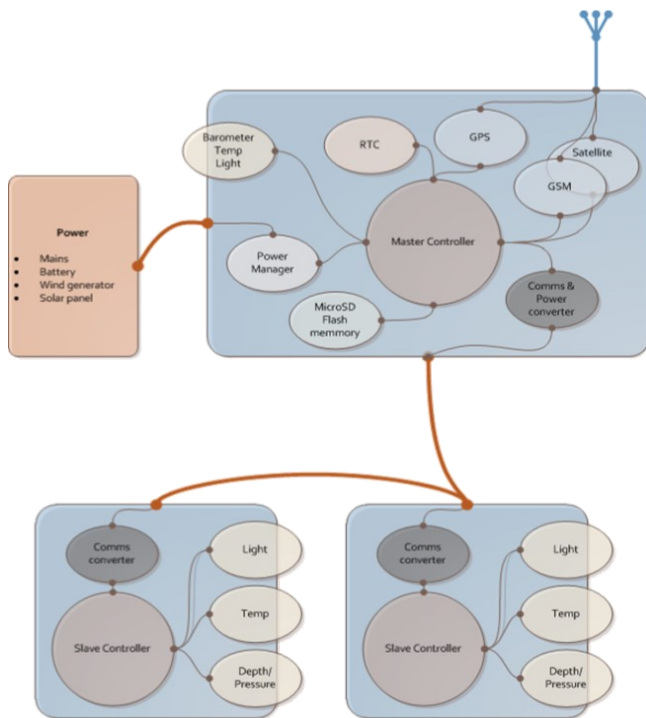 Barometer
Temp
Light
RTC
GPS
Satellite
GSM
Power
• Mains
• Battery
• Wind generator
• Solar panel
Master Controller
Power
Manager
MicroSD
Flash
memmory
Comms &
Power
converter
Comms
converter
Light
Temp
Slave Controller
Depth/
Pressure
Comms
converter
Light
Temp
Slave Controller
Depth/
Pressure